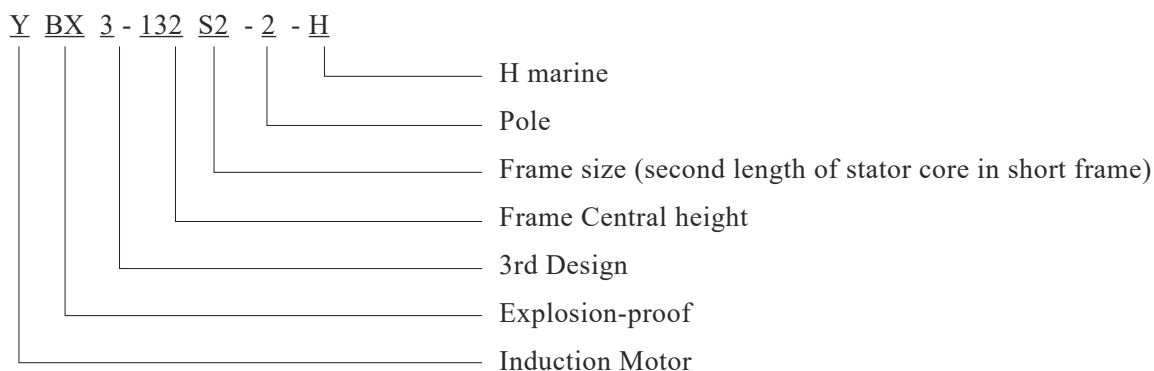 Y BX 3 - 132 S2 - 2 - H
H marine
Pole
Frame size (second length of stator core in short frame)
Frame Central height
3rd Design
Explosion-proof
Induction Motor